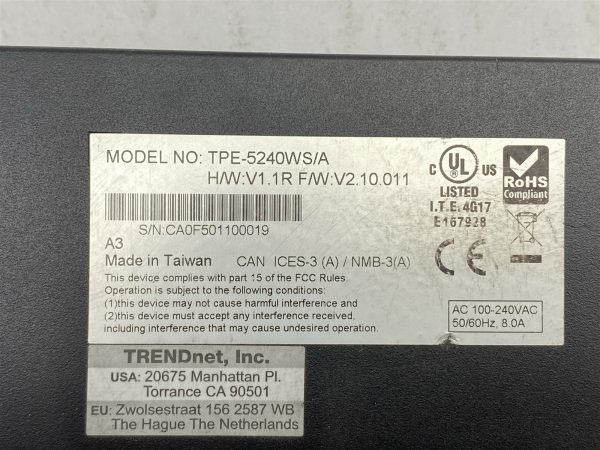 MODEL NO: TPE-5240WS/A
H/W:V1.1R F/W:V2.10.011
S/N:CA0F501100019
A3
Made in Taiwan CAN ICES-3 (A) / NMB-3(A)
This device complies with part 15 of the FCC Rules.
Operation is subject to the following conditions:
(1)this device may not cause harmful interference and
(2)this device must accept any interference received,
including interference that may cause undesired operation.
C UL US
LISTED
I.T.E. 4G17
E167928
RoHS
Compliant
CE
AC 100-240VAC
50/60Hz, 8.0A
TRENDnet, Inc.
USA: 20675 Manhattan Pl.
Torrance CA 90501
EU: Zwolsestraat 156 2587 WB
The Hague The Netherlands